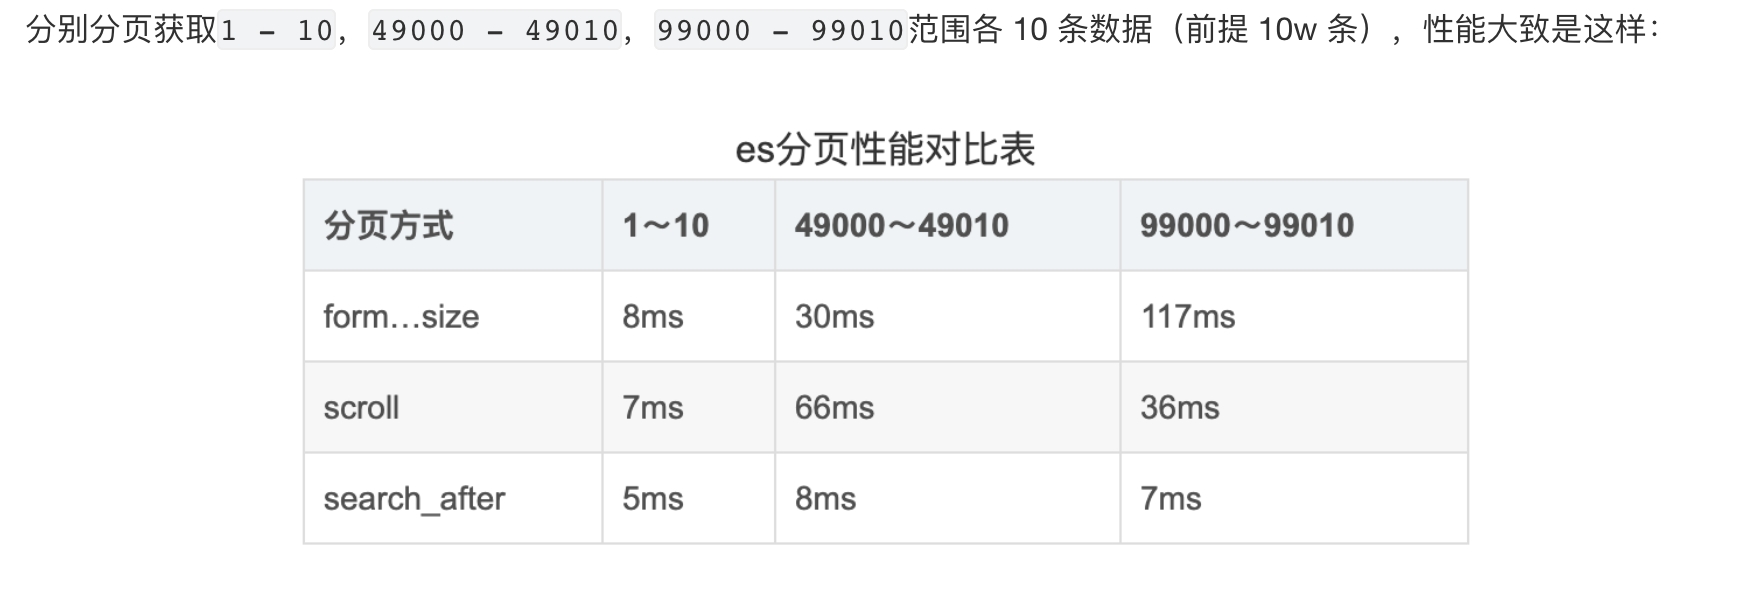 分别分页获取1 - 10，49000 - 49010，99000 - 99010范围各 10 条数据（前提 10w 条），性能大致是这样：
es分页性能对比表
分页方式 1～10 49000～49010 99000～99010
form…size 8ms 30ms 117ms
scroll 7ms 66ms 36ms
search_after 5ms 8ms 7ms